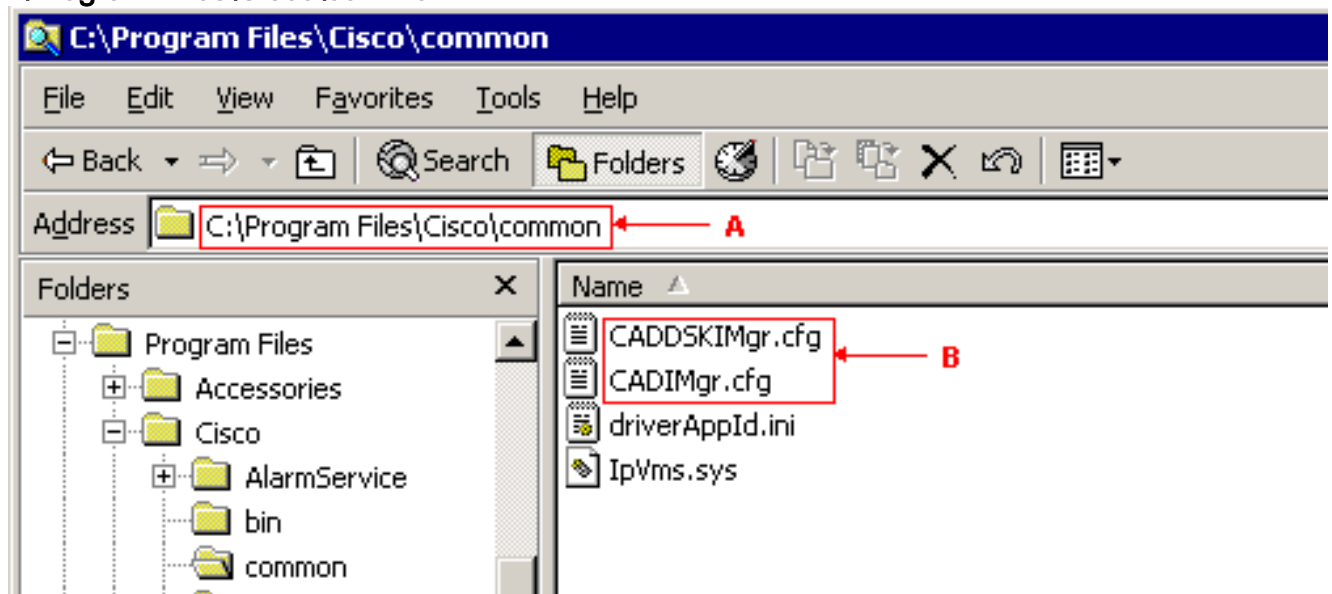 C:\Program Files\Cisco\common
File Edit View Favorites Tools Help
Back Search Folders
Address C:\Program Files\Cisco\common A
Folders Name
Program Files
Accessories
Cisco
AlarmService
bin
common
CADDSKIMgr.cfg
CADIMgr.cfg
B
driverAppId.ini
IpVms.sys